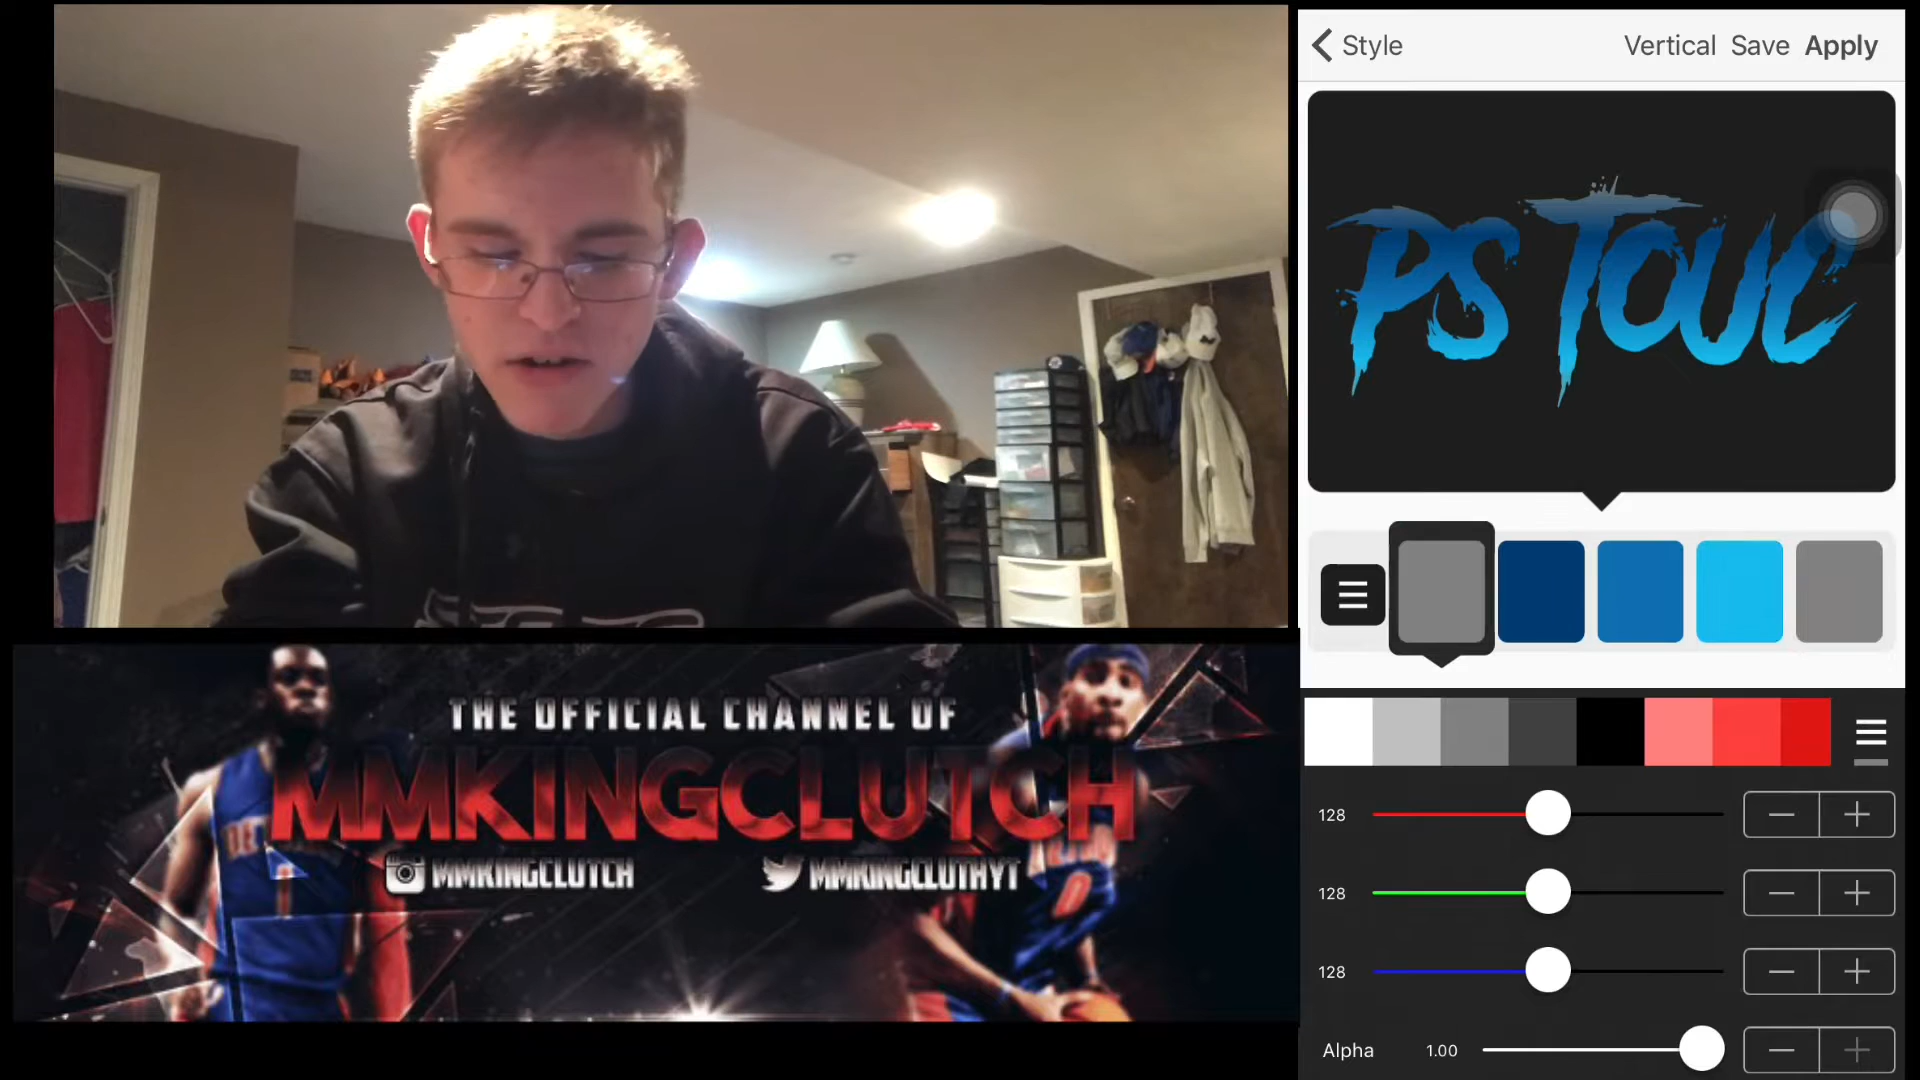 Style Vertical Save Apply
PS TOUC
THE OFFICIAL CHANNEL OF
MMKINGCLUTCH
MMKINGCLUTCH MMKINGCLUTHYT
128
128
128
Alpha 1.00